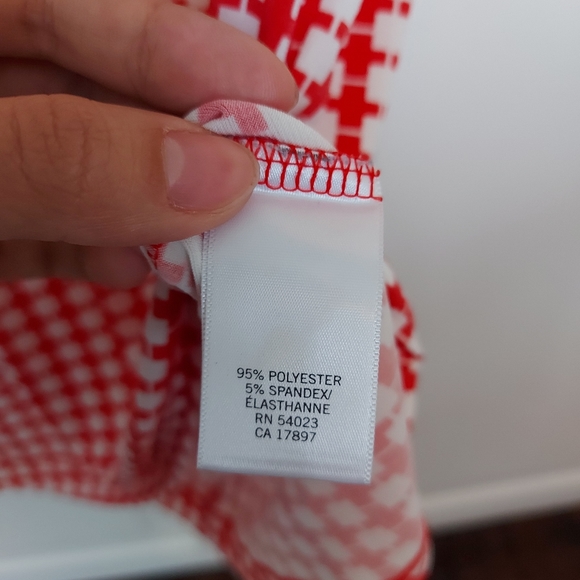 95% POLYESTER
5% SPANDEX/
ÉLASTHANNE
RN 54023
CA 17897